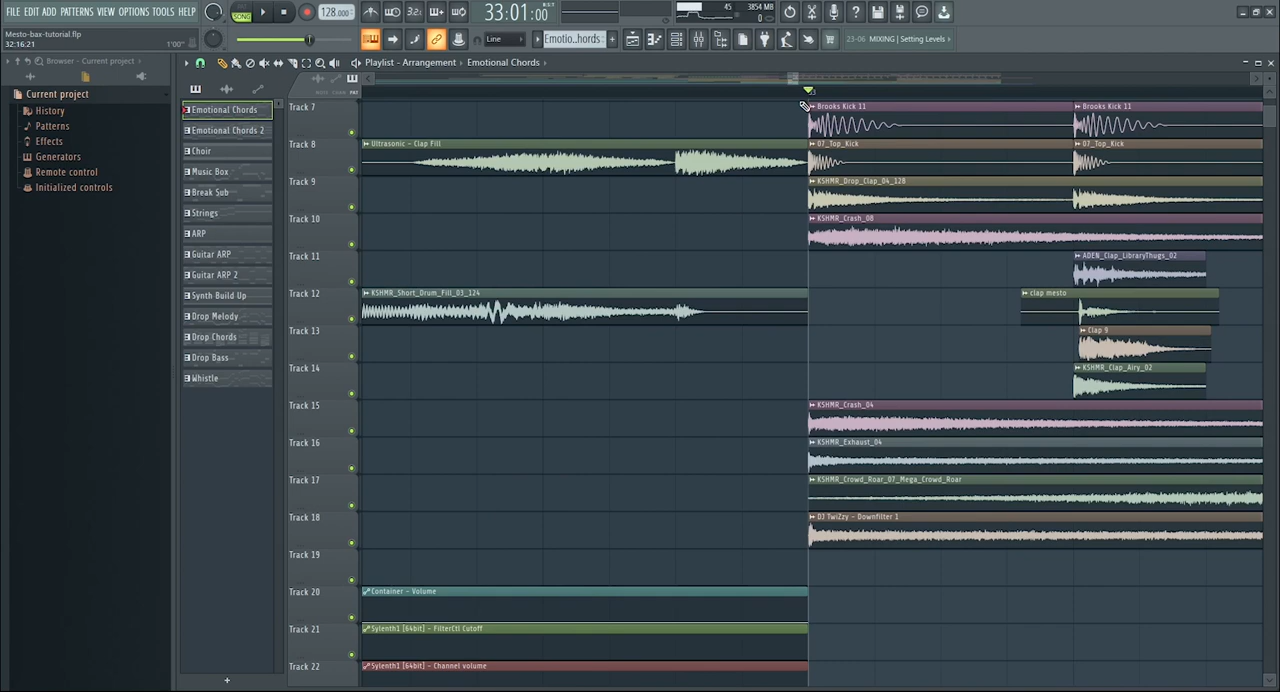 FILE EDIT ADD PATTERNS VIEW OPTIONS TOOLS HELP
SONG
128.000
3.2.
33:01:00
B:S:T
45
3854 MB
0
Mesto-bax-tutorial.flp
32:16:21
1'00"
Line
Emotio..hords
23-06 MIXING | Setting Levels
Browser - Current project
Playlist - Arrangement
Emotional Chords
Current project
History
Patterns
Effects
Generators
Remote control
Initialized controls
Emotional Chords
Emotional Chords 2
Choir
Music Box
Break Sub
Strings
ARP
Guitar ARP
Guitar ARP 2
Synth Build Up
Drop Melody
Drop Chords
Drop Bass
Whistle
33
Track 7
Brooks Kick 11
Brooks Kick 11
Track 8
Ultrasonic - Clap Fill
07_Top_Kick
07_Top_Kick
Track 9
KSHMR_Drop_Clap_04_128
Track 10
KSHMR_Crash_08
Track 11
ADEN_Clap_LibraryThugs_02
Track 12
KSHMR_Short_Drum_Fill_03_124
clap mesto
Track 13
Clap 9
Track 14
KSHMR_Clap_Airy_02
Track 15
KSHMR_Crash_04
Track 16
KSHMR_Exhaust_04
Track 17
KSHMR_Crowd_Roar_07_Mega_Crowd_Roar
Track 18
DJ TwiZzy - Downfilter 1
Track 19
Track 20
Container - Volume
Track 21
Sylenth1 [64bit] - FilterCtl Cutoff
Track 22
Sylenth1 [64bit] - Channel volume